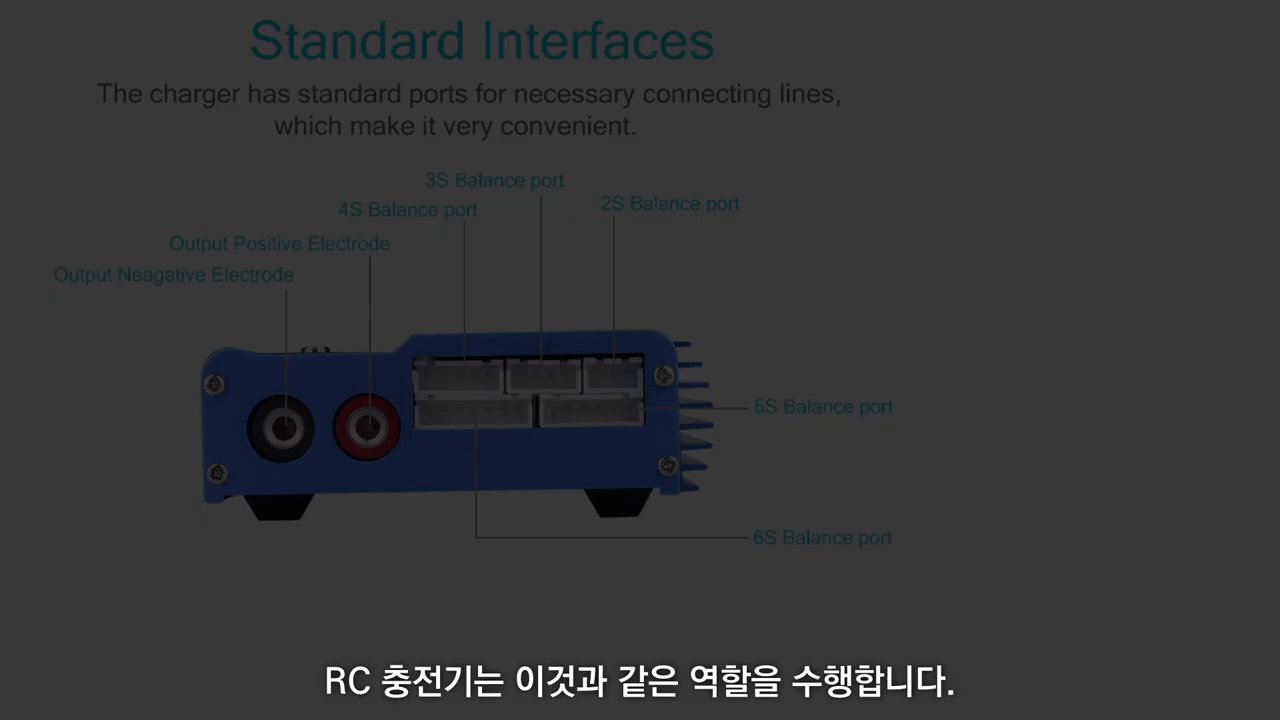 Standard Interfaces
The charger has standard ports for necessary connecting lines,
which make it very convenient.
3S Balance port
2S Balance port
4S Balance port
Output Positive Electrode
Output Neagative Electrode
5S Balance port
6S Balance port
RC 충전기는 이것과 같은 역할을 수행합니다.